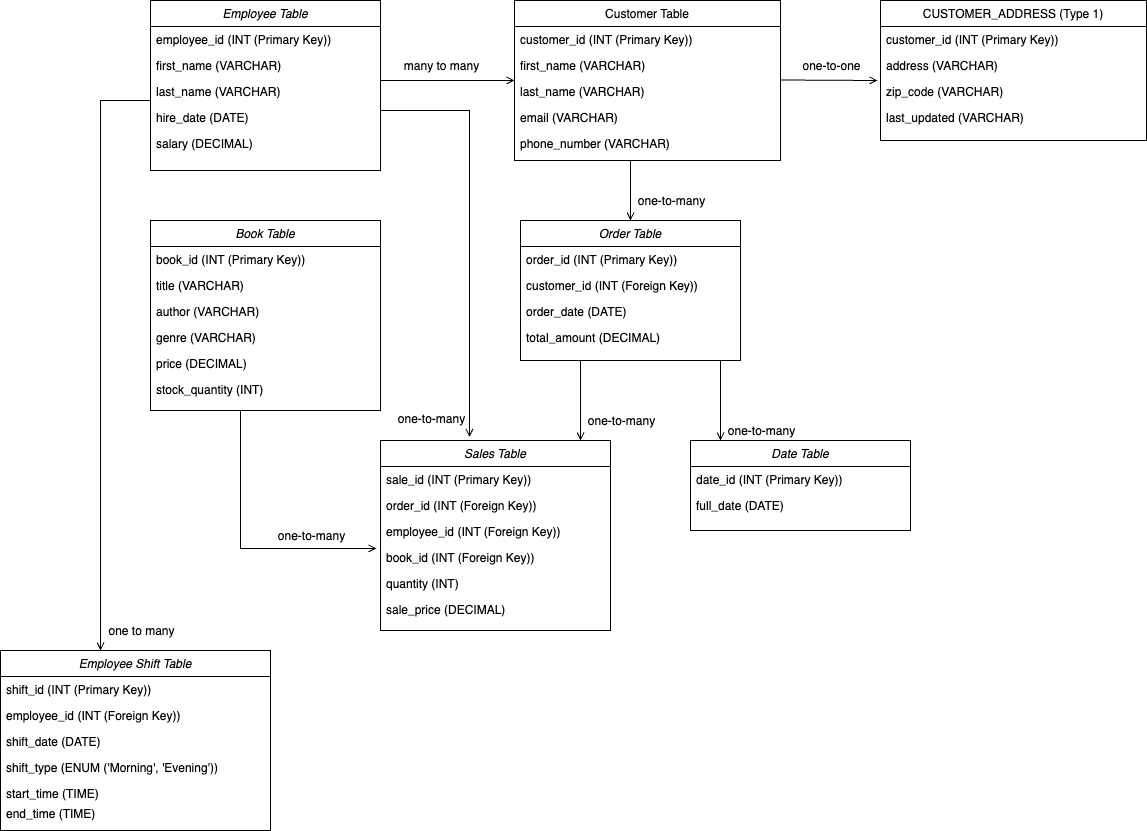 Employee Table
employee_id (INT (Primary Key))
first_name (VARCHAR)
last_name (VARCHAR)
hire_date (DATE)
salary (DECIMAL)
many to many
Customer Table
customer_id (INT (Primary Key))
first_name (VARCHAR)
last_name (VARCHAR)
email (VARCHAR)
phone_number (VARCHAR)
one-to-one
CUSTOMER_ADDRESS (Type 1)
customer_id (INT (Primary Key)
address (VARCHAR)
zip_code (VARCHAR)
last_updated (VARCHAR)
one-to-many
Book Table
book_id (INT (Primary Key))
title (VARCHAR)
author (VARCHAR)
genre (VARCHAR)
price (DECIMAL)
stock_quantity (INT)
Order Table
order_id (INT (Primary Key))
customer_id (INT (Foreign Key))
order_date (DATE)
total_amount (DECIMAL)
one-to-many
one-to-many
one-to-many
one-to-many
Sales Table
sale_id (INT (Primary Key))
order_id (INT (Foreign Key))
employee_id (INT (Foreign Key))
book_id (INT (Foreign Key))
quantity (INT)
sale_price (DECIMAL)
Date Table
date_id (INT (Primary Key))
full_date (DATE)
one to many
Employee Shift Table
shift_id (INT (Primary Key))
employee_id (INT (Foreign Key))
shift_date (DATE)
shift_type (ENUM ('Morning', 'Evening'))
start_time (TIME)
end_time (TIME)